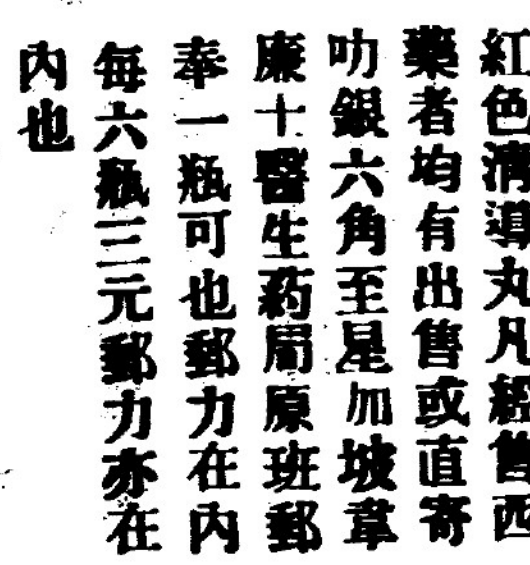 紅色清導丸凡經售西
藥者均有出售或直寄
叻銀六角至星加坡韋
廉士醫生葯局原班郵
奉一瓶可也郵力在內
每六瓶三元郵力亦在
內也